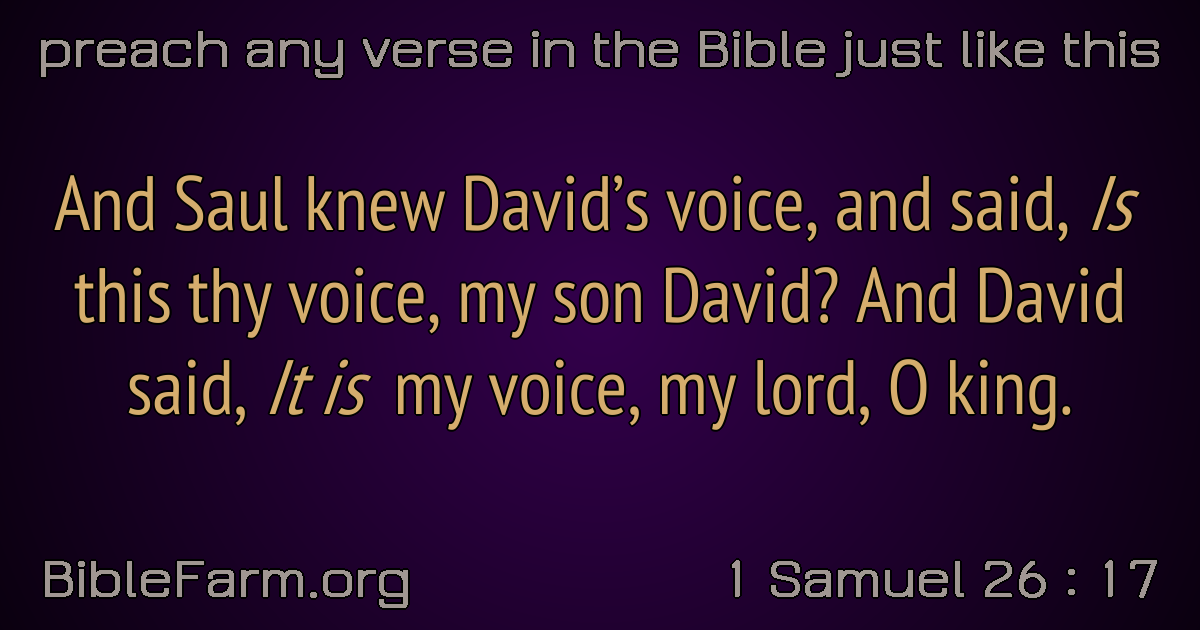 preach any verse in the Bible just like this
And Saul knew David’s voice, and said, Is
this thy voice, my son David? And David
said, It is my voice, my lord, O king.
BibleFarm.org
1 Samuel 26 : 17